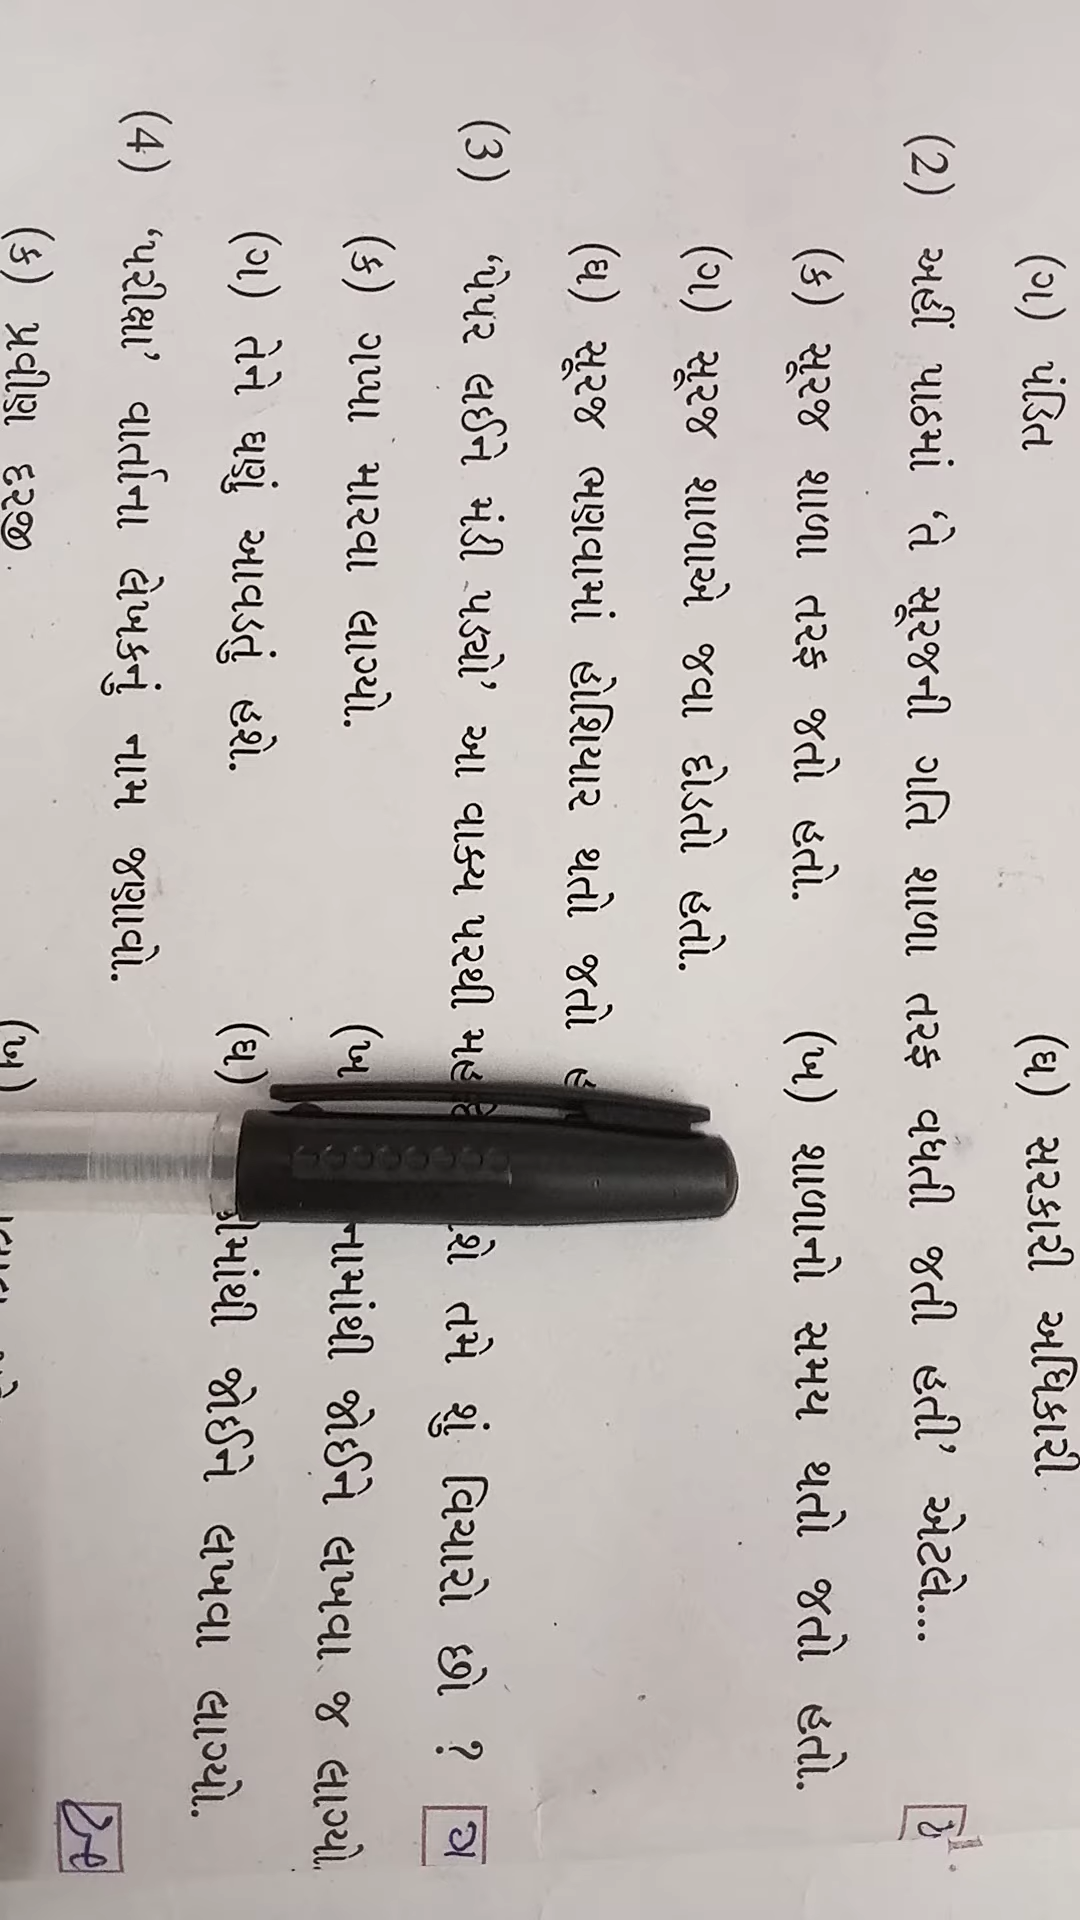 (ગ) પંડિત (ઘ) સરકારી અધિકારી
(2) અહીં પાઠમાં ‘તે સૂરજની ગતિ શાળા તરફ વધતી જતી હતી’ એટલે...
(ક) સૂરજ શાળા તરફ જતો હતો. (ખ) શાળાનો સમય થતો જતો હતો.
(ગ) સૂરજ શાળાએ જવા દોડતો હતો.
(ઘ) સૂરજ ભણવામાં હોશિયાર થતો જતો
(3) ‘પેપર લઈને મંડી પડ્યો’ આ વાક્ય પરથી તમે શું વિચારો છો ? ગ
(ક) ગપ્પા મારવા લાગ્યો. (ખ જોઈને લખવા જ લાગ્યો.
(ગ) તેને ઘણું આવડતું હશે. (ઘ) જોઈને લખવા લાગ્યો.
(4) ‘પરીક્ષા’ વાર્તાના લેખકનું નામ જણાવો.
(ક) પ્રવીણ દરજી (ખ)